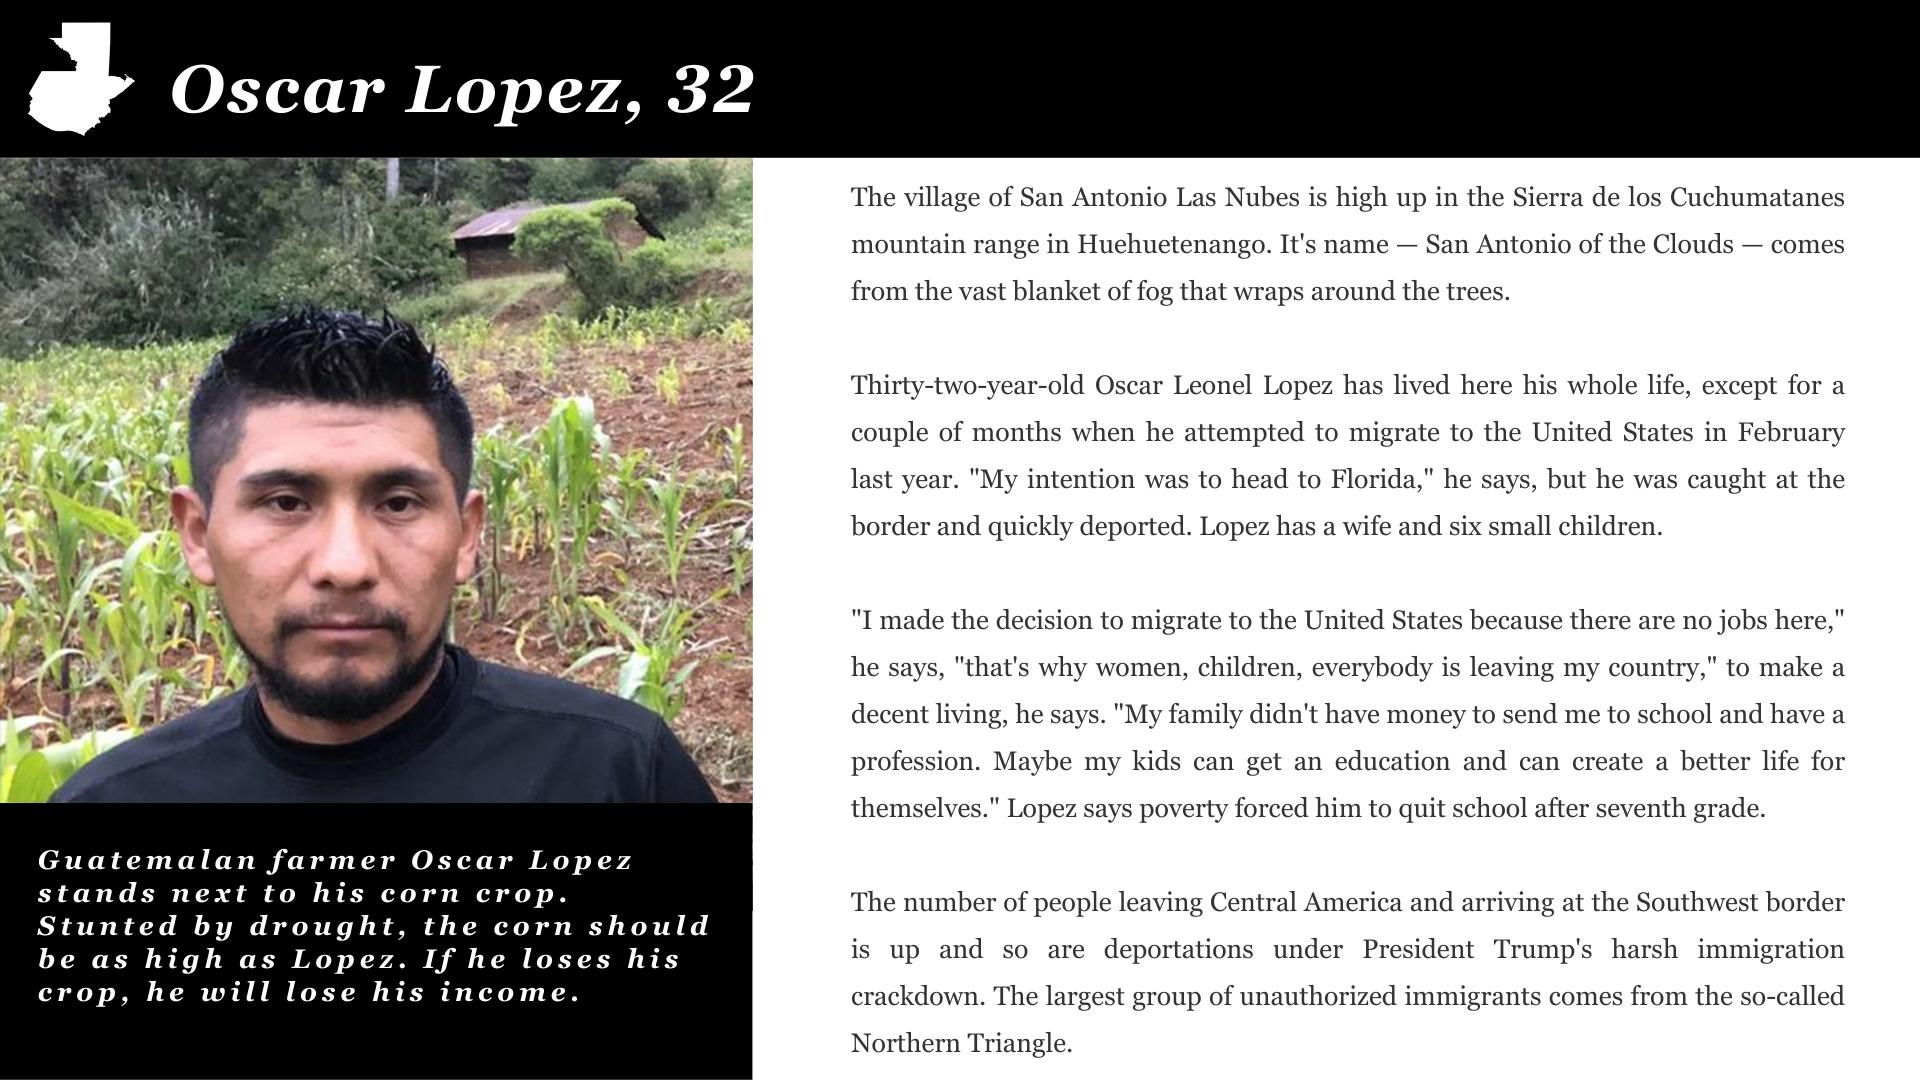 Oscar Lopez, 32
The village of San Antonio Las Nubes is high up in the Sierra de los Cuchumatanes
mountain range in Huehuetenango. It's name — San Antonio of the Clouds — comes
from the vast blanket of fog that wraps around the trees.
Thirty-two-year-old Oscar Leonel Lopez has lived here his whole life, except for a
couple of months when he attempted to migrate to the United States in February
last year. "My intention was to head to Florida," he says, but he was caught at the
border and quickly deported. Lopez has a wife and six small children.
"I made the decision to migrate to the United States because there are no jobs here,"
he says, "that's why women, children, everybody is leaving my country," to make a
decent living, he says. "My family didn't have money to send me to school and have a
profession. Maybe my kids can get an education and can create a better life for
themselves." Lopez says poverty forced him to quit school after seventh grade.
The number of people leaving Central America and arriving at the Southwest border
is up and so are deportations under President Trump's harsh immigration
crackdown. The largest group of unauthorized immigrants comes from the so-called
Northern Triangle.
Guatemalan farmer Oscar Lopez
stands next to his corn crop.
Stunted by drought, the corn should
be as high as Lopez. If he loses his
crop, he will lose his income.